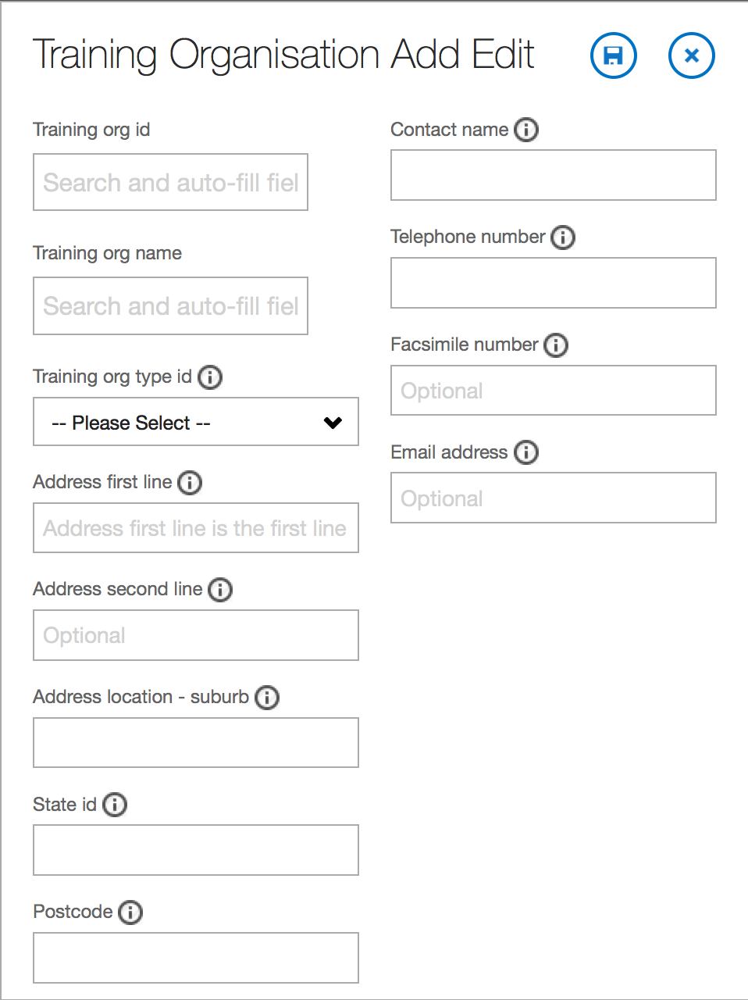 Training Organisation Add Edit
Training org id
Search and auto-fill fiel
Training org name
Search and auto-fill fiel
Training org type id
-- Please Select --
Address first line
Address first line is the first line
Address second line
Optional
Address location - suburb
State id
Postcode
Contact name
Telephone number
Facsimile number
Optional
Email address
Optional